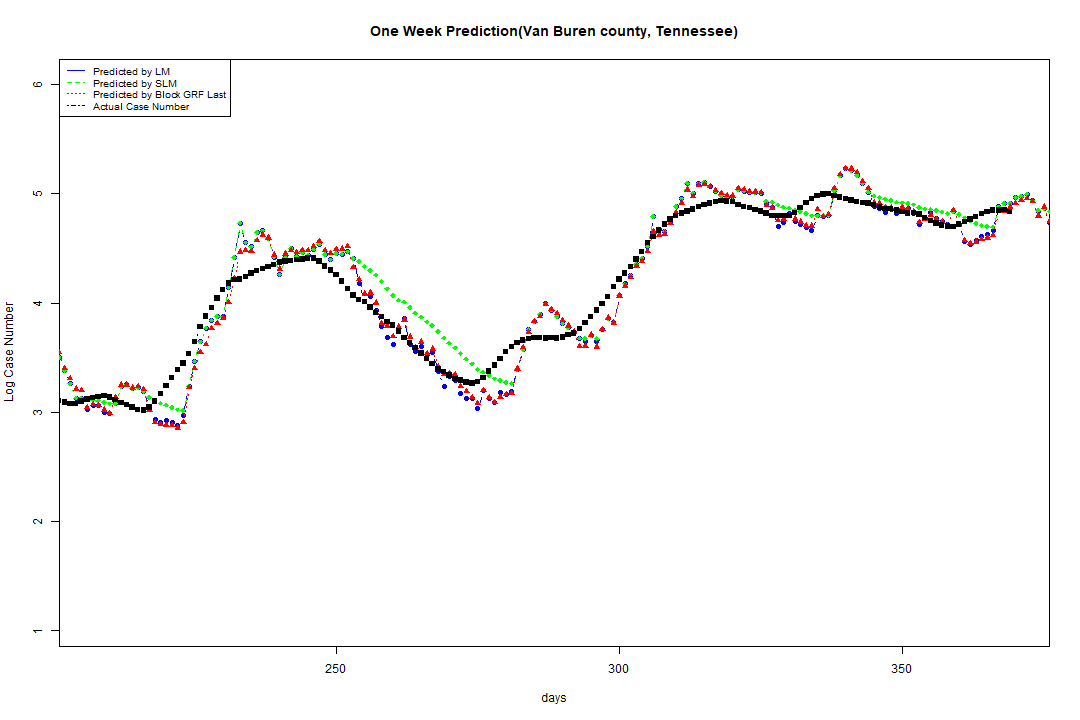 One Week Prediction(Van Buren county, Tennessee)
Predicted by LM
Predicted by SLM
Predicted by Block GRF Last
Actual Case Number
6
5
4
3
2
1
Log Case Number
250
300
350
days